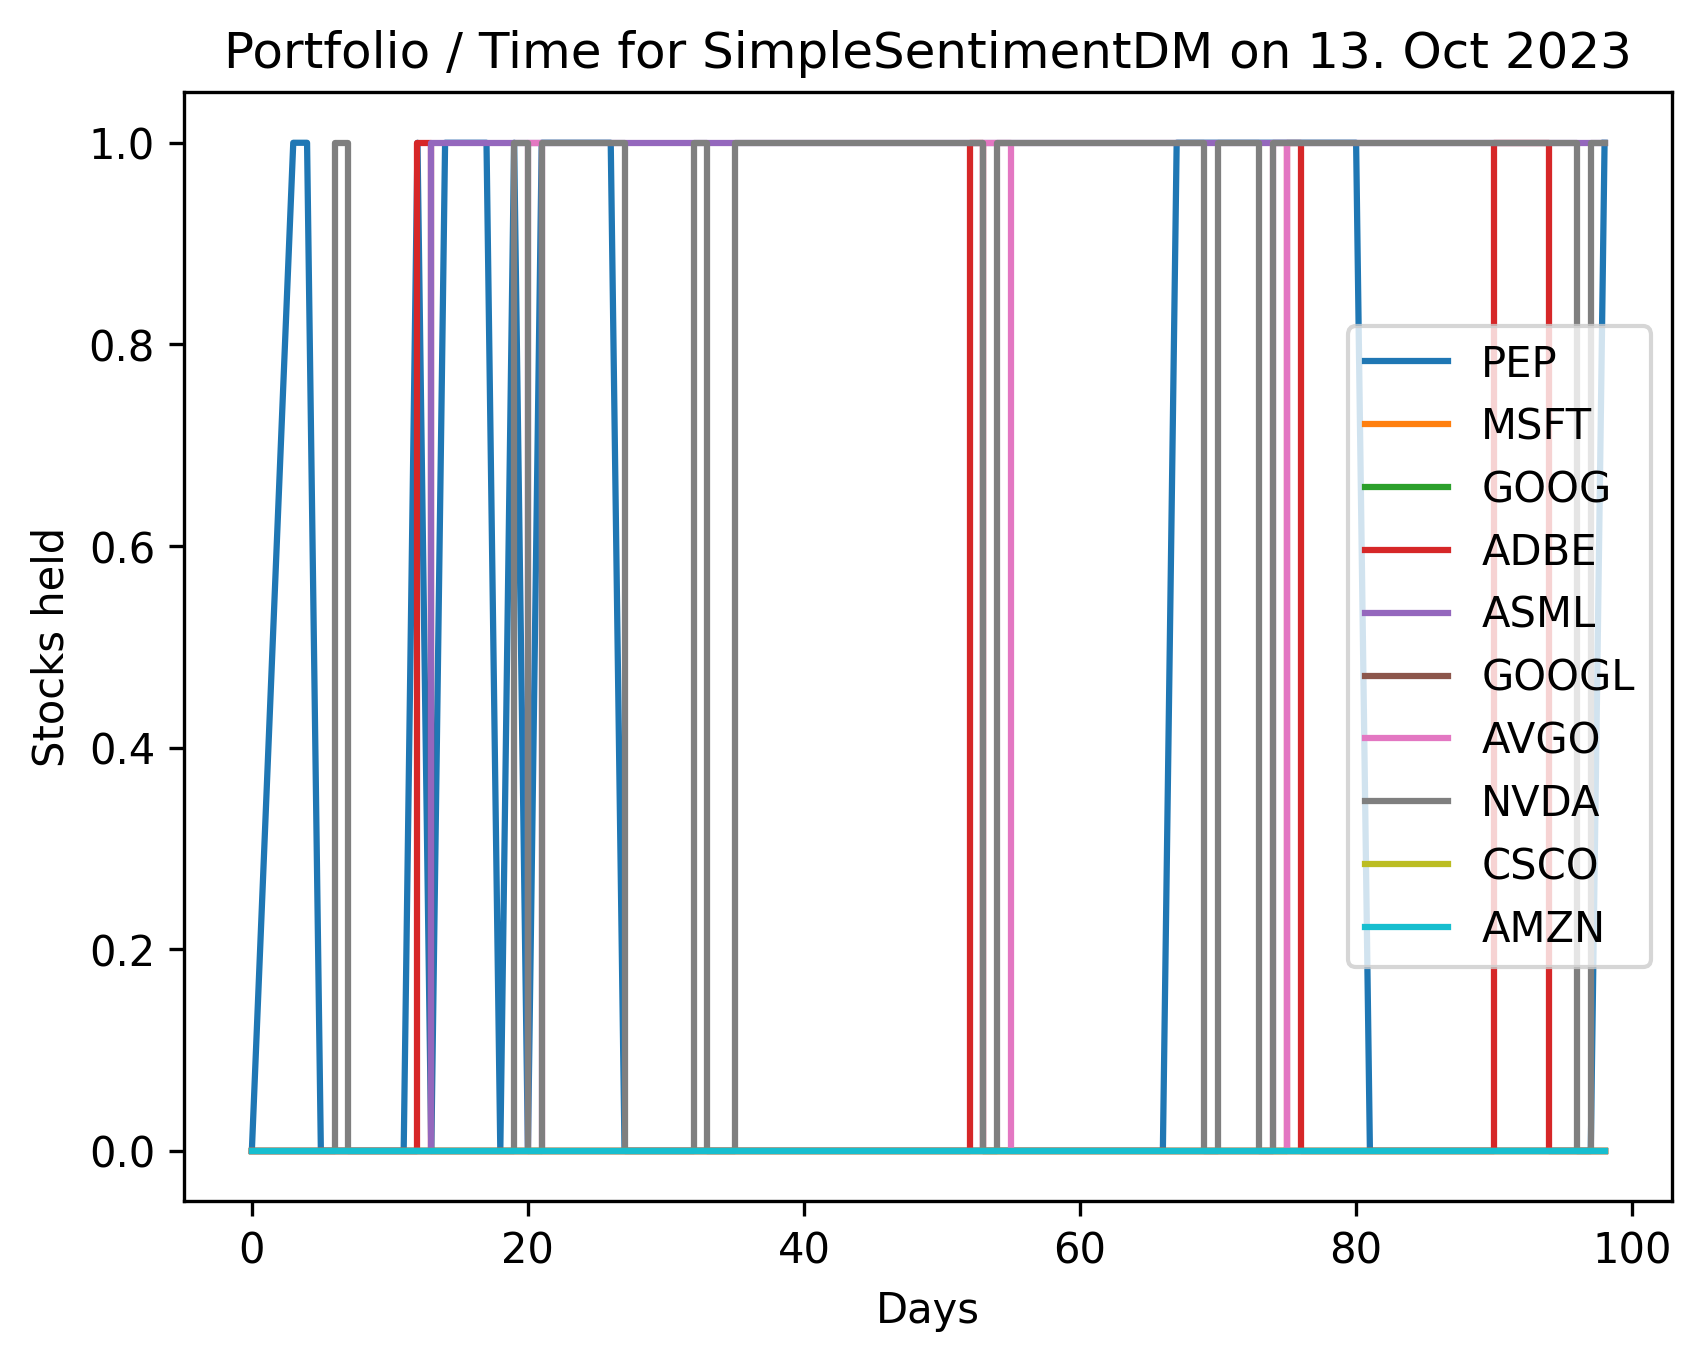 Portfolio / Time for SimpleSentimentDM on 13. Oct 2023
1.0
0.8
0.6
0.4
0.2
0.0
Stocks held
PEP
MSFT
GOOG
ADBE
ASML
GOOGL
AVGO
NVDA
CSCO
AMZN
0 20 40 60 80 100
Days